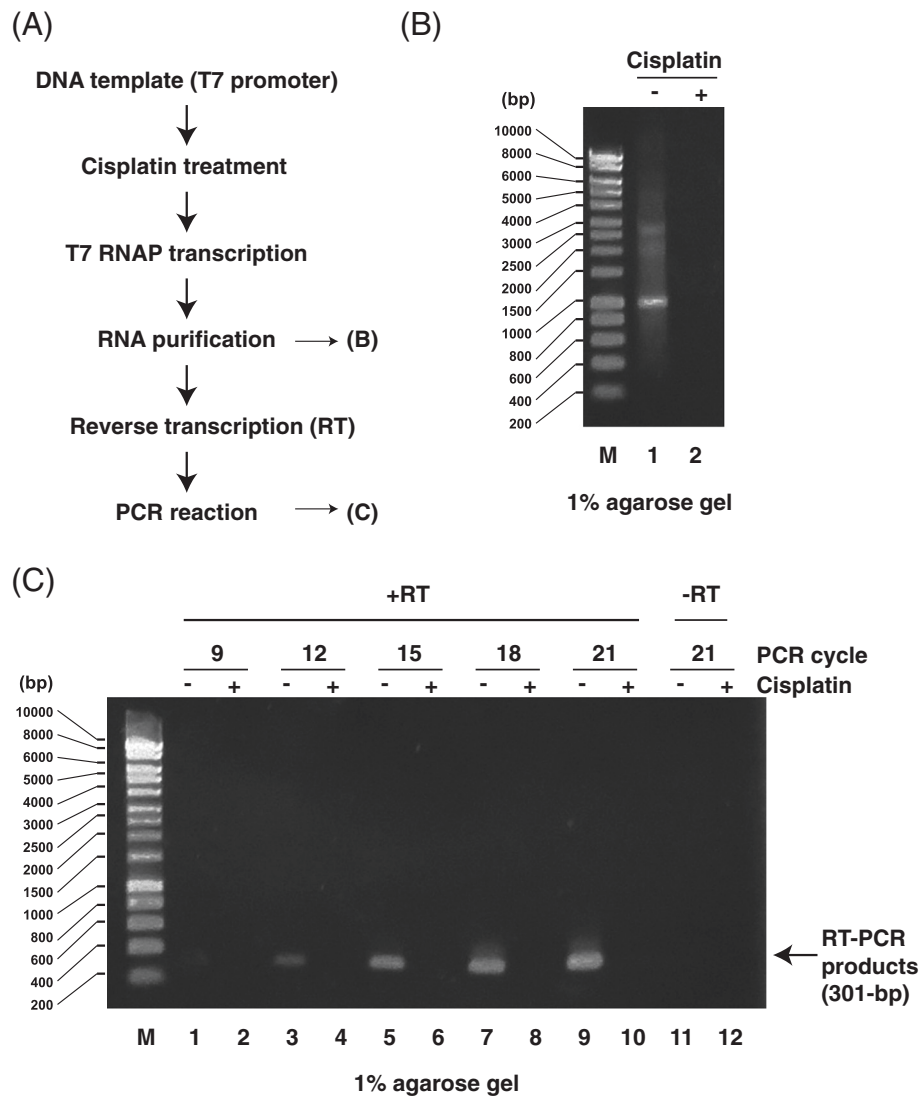 (A)
DNA template (T7 promoter)
Cisplatin treatment
T7 RNAP transcription
RNA purification → (B)
Reverse transcription (RT)
PCR reaction → (C)
(B)
Cisplatin
(bp) - +
10000
8000
6000
5000
4000
3000
2500
2000
1500
1000
800
600
400
200
M 1 2
1% agarose gel
(C)
+RT -RT
9 12 15 18 21 21 PCR cycle
(bp) - + - + - + - + - + - + Cisplatin
10000
8000
6000
5000
4000
3000
2500
2000
1500
1000
800
600
400
200
RT-PCR
products
(301-bp)
M 1 2 3 4 5 6 7 8 9 10 11 12
1% agarose gel